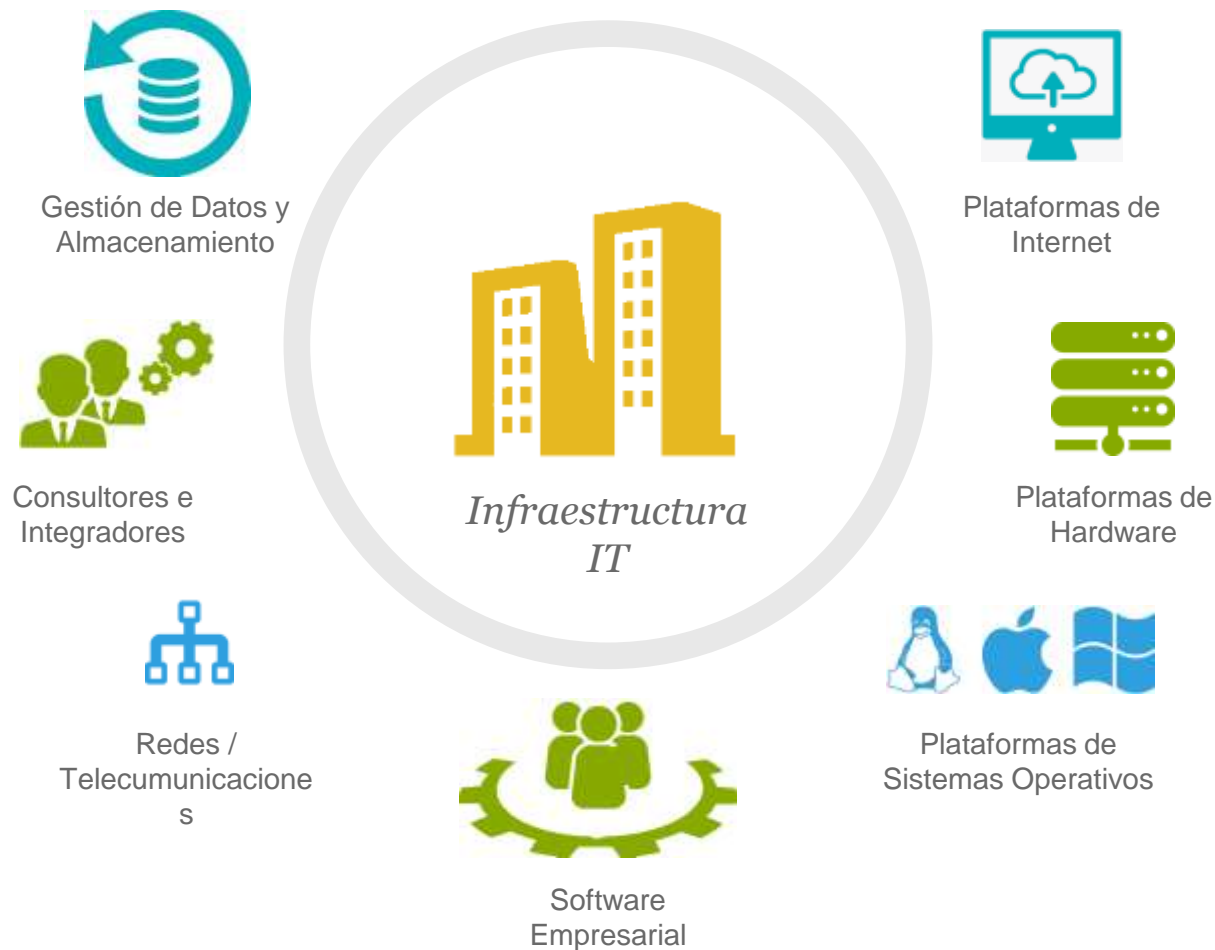 Gestión de Datos y
Almacenamiento
Plataformas de
Internet
Consultores e
Integradores
Infraestructura
IT
Plataformas de
Hardware
Redes /
Telecumunicacione
s
Plataformas de
Sistemas Operativos
Software
Empresarial